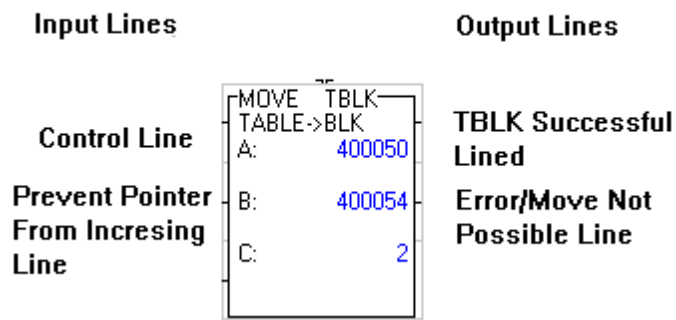 Input Lines
Output Lines
MOVE TBLK
TABLE->BLK
Control Line
A: 400050
TBLK Successful
Lined
Prevent Pointer
From Incresing
Line
B: 400054
Error/Move Not
Possible Line
C: 2